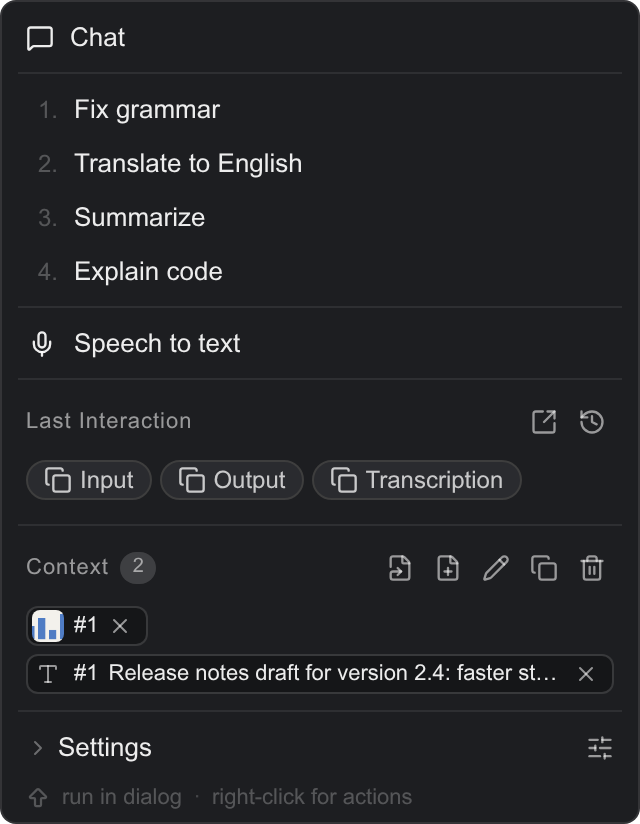 Chat
1. Fix grammar
2. Translate to English
3. Summarize
4. Explain code
Speech to text
Last Interaction
Input Output Transcription
Context 2
#1
#1 Release notes draft for version 2.4: faster st…
Settings
run in dialog · right-click for actions